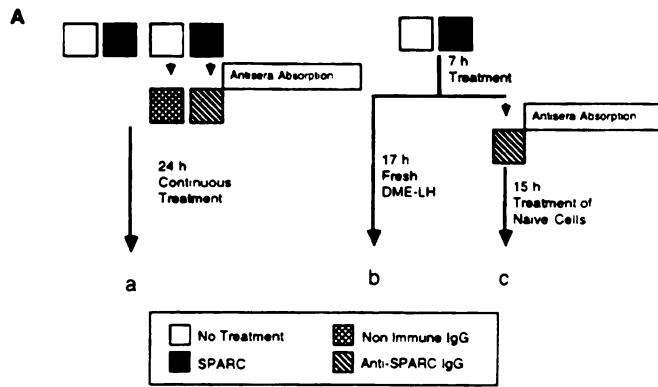 A
Antisera Absorption
7 h
Treatment
Antisera Absorption
24 h
Continuous
Treatment
17 h
Fresh
DME-LH
15 h
Treatment of
Naive Cells
a
b
c
No Treatment
Non Immune IgG
SPARC
Anti-SPARC IgG